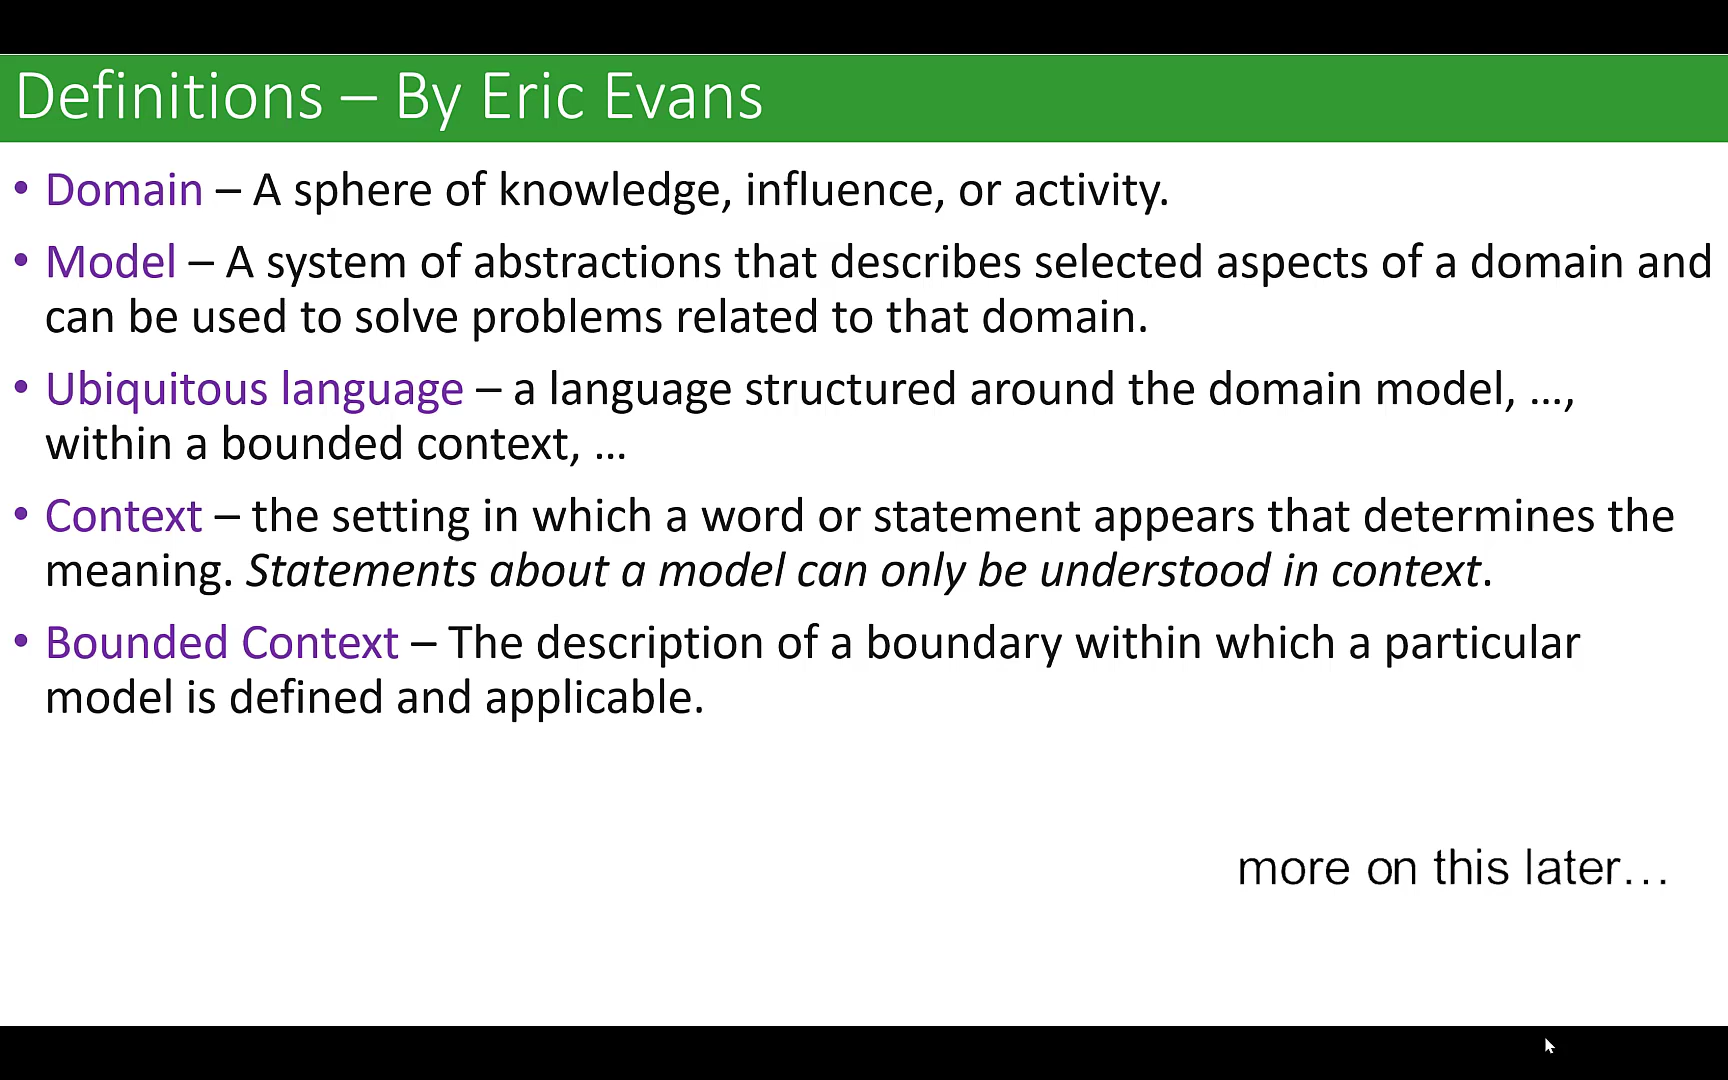 Definitions – By Eric Evans
• Domain – A sphere of knowledge, influence, or activity.
• Model – A system of abstractions that describes selected aspects of a domain and
can be used to solve problems related to that domain.
• Ubiquitous language – a language structured around the domain model, …,
within a bounded context, …
• Context – the setting in which a word or statement appears that determines the
meaning. Statements about a model can only be understood in context.
• Bounded Context – The description of a boundary within which a particular
model is defined and applicable.
more on this later…